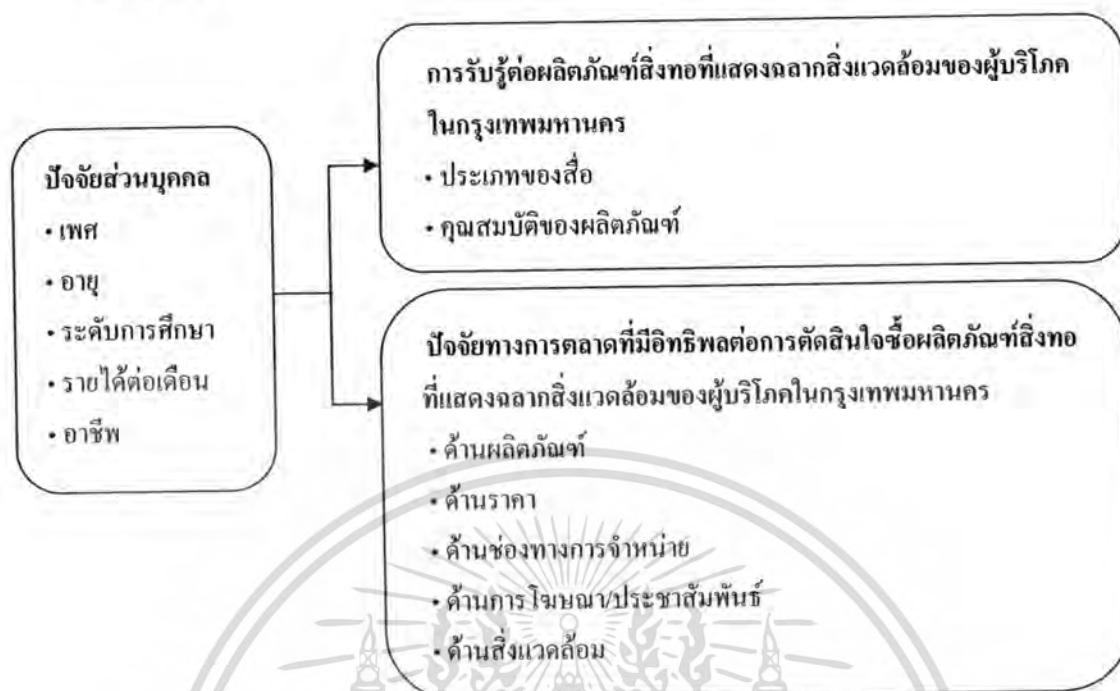 ปัจจัยส่วนบุคคล
• เพศ
• อายุ
• ระดับการศึกษา
• รายได้ต่อเดือน
• อาชีพ
การรับรู้ต่อผลิตภัณฑ์สิ่งทอที่แสดงฉลากสิ่งแวดล้อมของผู้บริโภค
ในกรุงเทพมหานคร
• ประเภทของสื่อ
• คุณสมบัติของผลิตภัณฑ์
ปัจจัยทางการตลาดที่มีอิทธิพลต่อการตัดสินใจซื้อผลิตภัณฑ์สิ่งทอ
ที่แสดงฉลากสิ่งแวดล้อมของผู้บริโภคในกรุงเทพมหานคร
• ด้านผลิตภัณฑ์
• ด้านราคา
• ด้านช่องทางการจำหน่าย
• ด้านการโฆษณา/ประชาสัมพันธ์
• ด้านสิ่งแวดล้อม